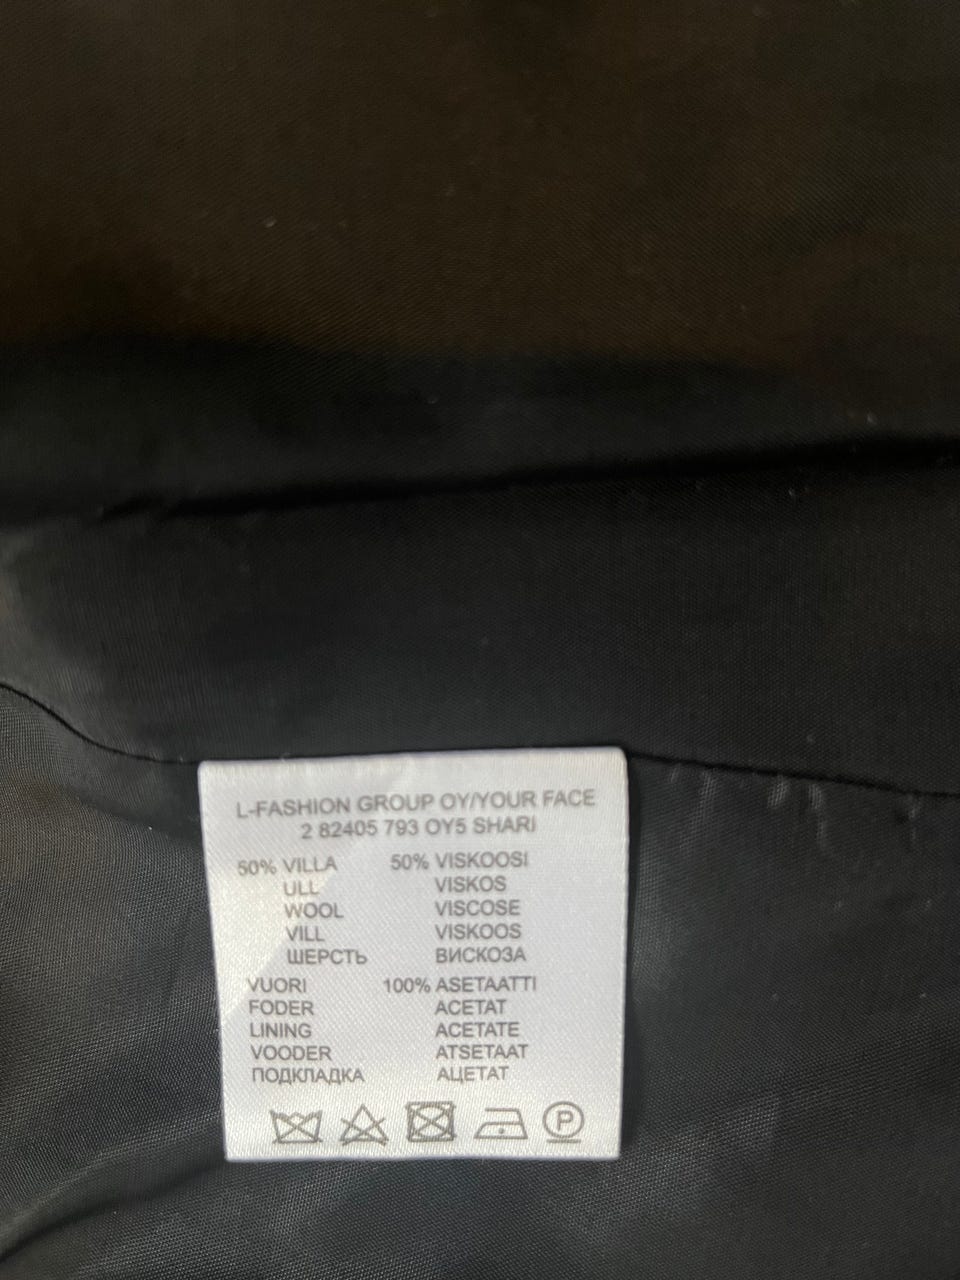 L-FASHION GROUP OY/YOUR FACE
2 82405 793 OY5 SHARI
50% VILLA 50% VISKOOSI
ULL VISKOS
WOOL VISCOSE
VILL VISKOOS
ШЕРСТЬ ВИСКОЗА
VUORI 100% ASETAATTI
FODER ACETAT
LINING ACETATE
VOODER ATSETAAT
ПОДКЛАДКА АЦЕТАТ
P